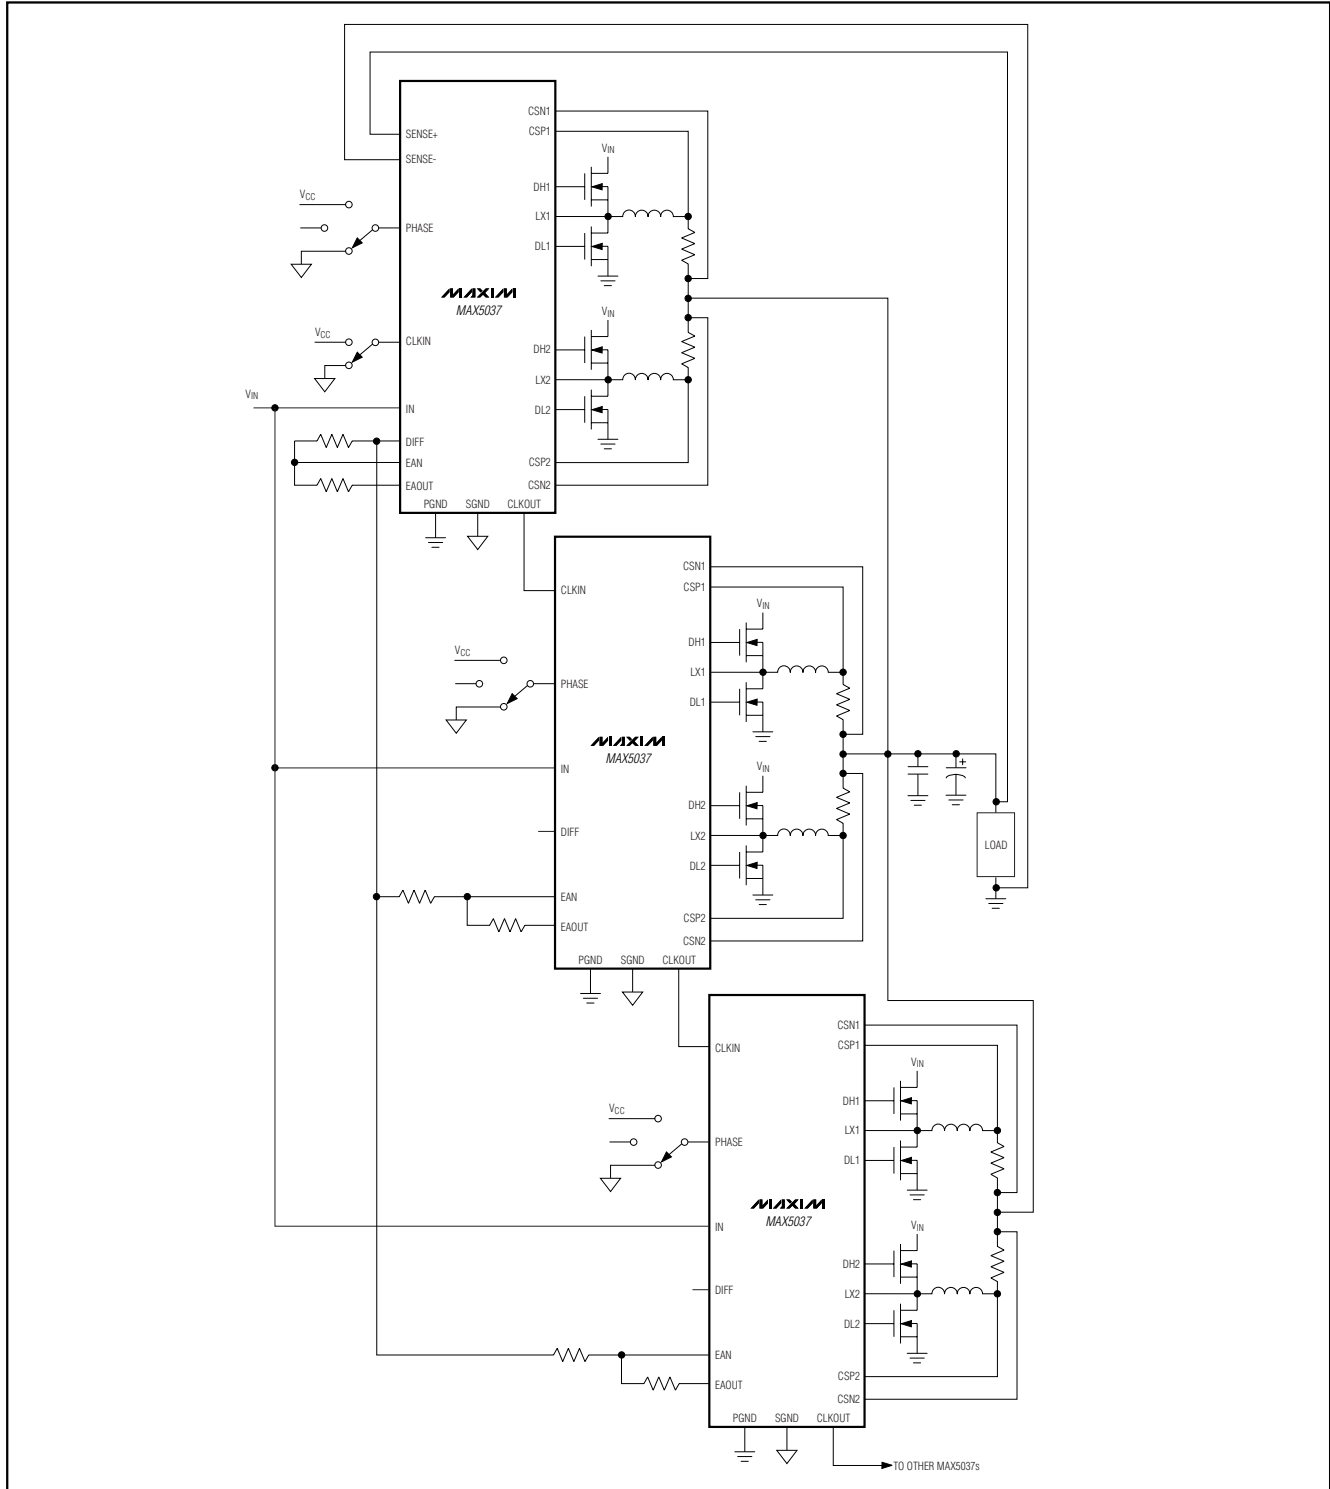 CSN1
SENSE+
CSP1
SENSE-
VIN
DH1
VCC
LX1
PHASE
DL1
MAXIM
MAX5037
VIN
VCC
CLKIN
DH2
LX2
VIN
IN
DL2
DIFF
EAN
CSP2
EAOUT
CSN2
PGND SGND CLKOUT
CSN1
CSP1
CLKIN
VIN
DH1
VCC
LX1
PHASE
DL1
MAXIM
MAX5037
IN
VIN
DH2
DIFF
LX2
LOAD
DL2
EAN
CSP2
EAOUT
CSN2
PGND SGND CLKOUT
CSN1
CSP1
CLKIN
VIN
DH1
VCC
LX1
PHASE
DL1
MAXIM
MAX5037
IN
VIN
DH2
DIFF
LX2
DL2
EAN
CSP2
EAOUT
CSN2
PGND SGND CLKOUT
TO OTHER MAX5037s